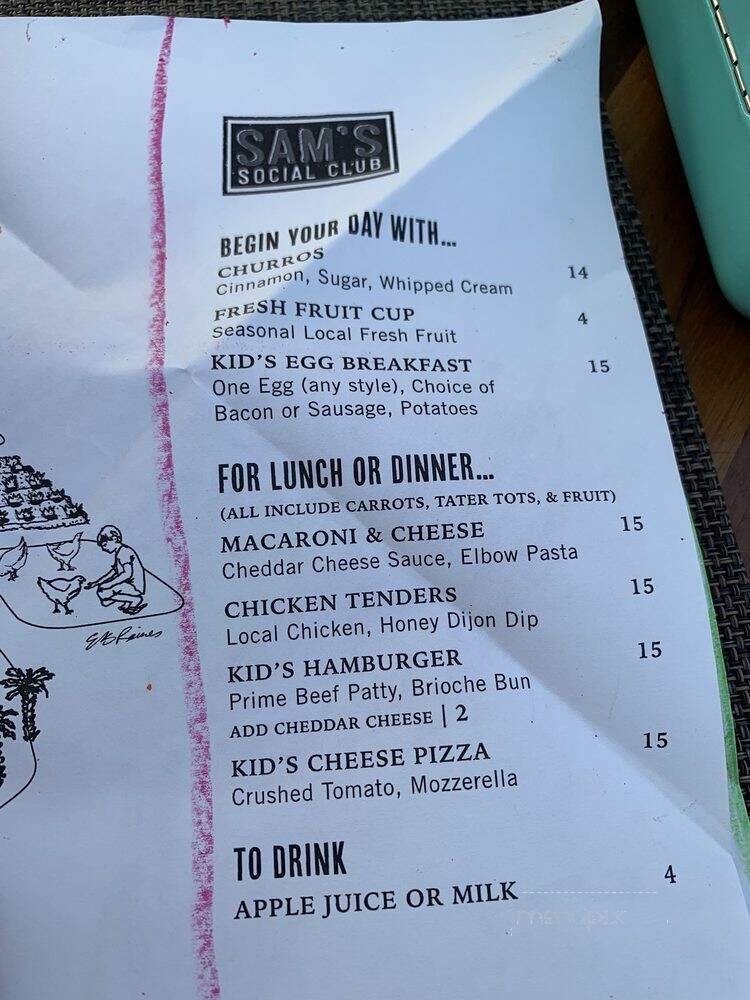 SAM'S
SOCIAL CLUB
BEGIN YOUR DAY WITH...
CHURROS 14
Cinnamon, Sugar, Whipped Cream
FRESH FRUIT CUP 4
Seasonal Local Fresh Fruit
KID'S EGG BREAKFAST 15
One Egg (any style), Choice of
Bacon or Sausage, Potatoes
FOR LUNCH OR DINNER...
(ALL INCLUDE CARROTS, TATER TOTS, & FRUIT)
MACARONI & CHEESE 15
Cheddar Cheese Sauce, Elbow Pasta
CHICKEN TENDERS 15
Local Chicken, Honey Dijon Dip
KID'S HAMBURGER 15
Prime Beef Patty, Brioche Bun
ADD CHEDDAR CHEESE | 2
KID'S CHEESE PIZZA 15
Crushed Tomato, Mozzerella
TO DRINK
APPLE JUICE OR MILK 4